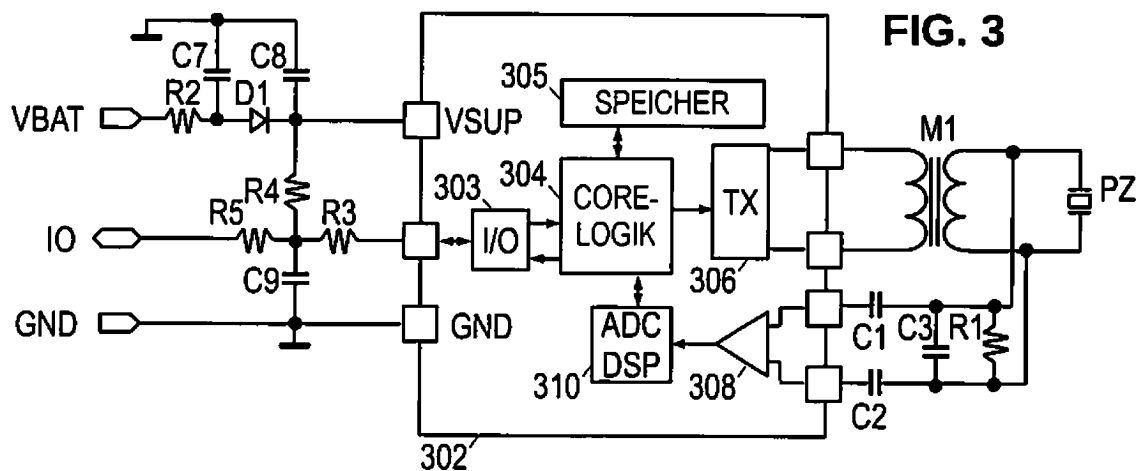 FIG. 3
C7
C8
305
SPEICHER
R2
D1
VBAT
VSUP
M1
304
303
R4
CORE-
LOGIK
TX
PZ
R5
R3
IO
I/O
306
C9
GND
GND
ADC
DSP
C1
C3
R1
310
308
C2
302